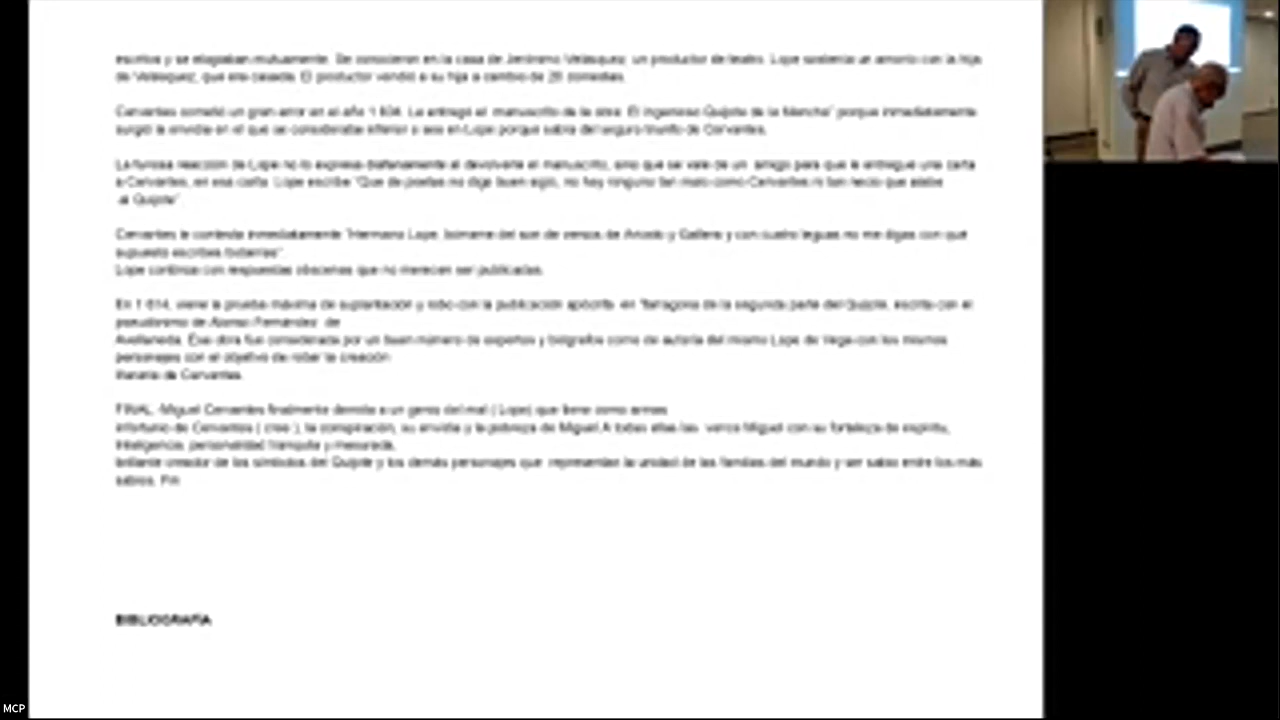 escritos y se elogiaban mutuamente. Se conocieron en la casa de Jerónimo Velásquez, un productor de teatro. Lope sostenía un amorío con la hija
de Velásquez, que era casada. El productor vendió a su hija a cambio de 20 comedias.
Cervantes cometió un gran error en el año 1 604. Le entregó el manuscrito de la obra: El Ingenioso Quijote de la Mancha" porque inmediatamente
surgió la envidia en el que se consideraba inferior o sea en Lope porque sabía del seguro triunfo de Cervantes.
La furiosa reacción de Lope no lo expresa diáfanamente al devolverle el manuscrito, sino que se vale de un amigo para que le entregue una carta
a Cervantes, en esa carta Lope escribe "Que de poetas no digo buen siglo, no hay ninguno tan malo como Cervantes ni tan necio que alabe
al Quijote".
Cervantes le contesta inmediatamente "Hermano Lope, bórrame del son de versos de Ariosto y Garcilaso y con cuatro leguas no me digas con que
supuesto escribes
Lope continúa con respuestas obscenas que no merecen ser publicadas.
En 1 614, viene la prueba máxima de suplantación y robo con la publicación apócrifa en Tarragona de la segunda parte del Quijote, escrita con el
pseudónimo de Alonso Fernández de
Avellaneda. Esa obra fue considerada por un buen número de expertos y biógrafos como de autoría del mismo Lope de Vega con los mismos
personajes con el objetivo de robar la creación
literaria de Cervantes.
FINAL.-Miguel Cervantes finalmente derrota a un genio del mal ( Lope) que tiene como armas
infortunio de Cervantes ( cree ), la conspiración, su envidia y la pobreza de Miguel.A todas ellas las vence Miguel con su fortaleza de espíritu,
inteligencia, personalidad tranquila y mesurada,
brillante creador de los símbolos del Quijote y los demás personajes que representan la unidad de las familias del mundo y ser sabio entre los más
sabios. Fin
BIBLIOGRAFÍA
MCP